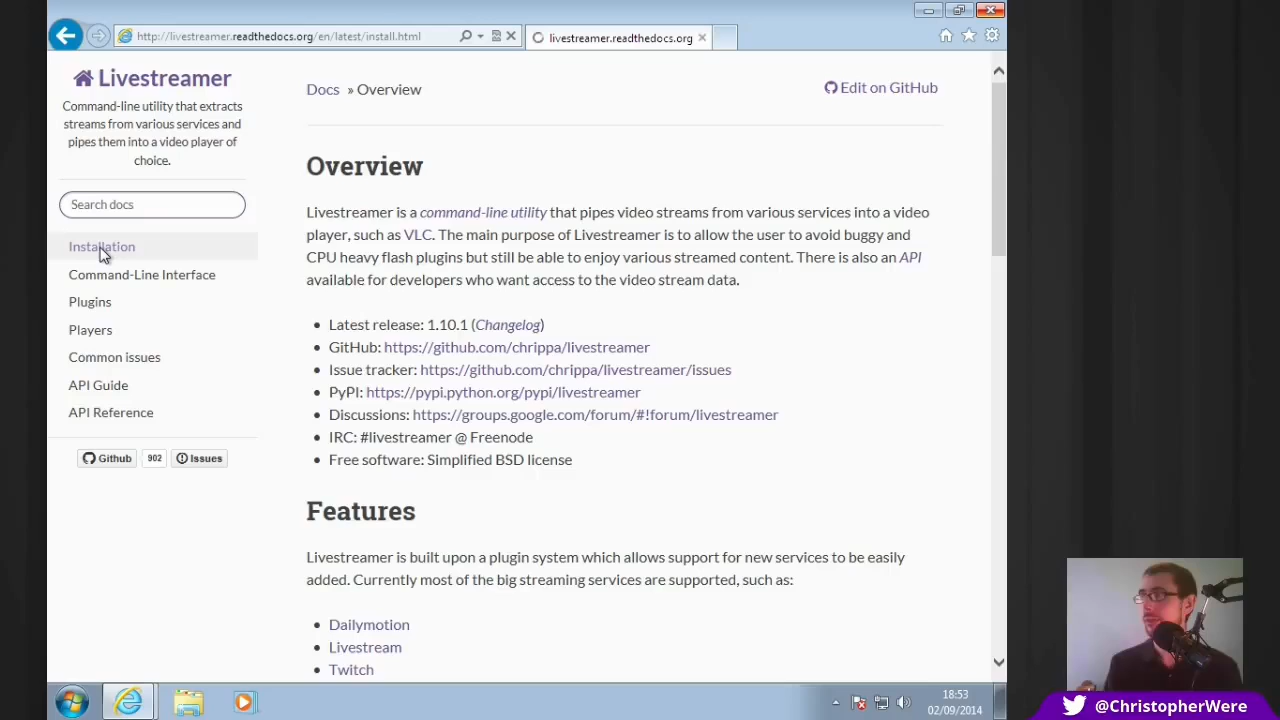 http://livestreamer.readthedocs.org/en/latest/install.html
livestreamer.readthedocs.org
Livestreamer
Command-line utility that extracts
streams from various services and
pipes them into a video player of
choice.
Search docs
Installation
Command-Line Interface
Plugins
Players
Common issues
API Guide
API Reference
Github
902
Issues
Docs » Overview
Edit on GitHub
Overview
Livestreamer is a command-line utility that pipes video streams from various services into a video
player, such as VLC. The main purpose of Livestreamer is to allow the user to avoid buggy and
CPU heavy flash plugins but still be able to enjoy various streamed content. There is also an API
available for developers who want access to the video stream data.
• Latest release: 1.10.1 (Changelog)
• GitHub: https://github.com/chrippa/livestreamer
• Issue tracker: https://github.com/chrippa/livestreamer/issues
• PyPI: https://pypi.python.org/pypi/livestreamer
• Discussions: https://groups.google.com/forum/#!forum/livestreamer
• IRC: #livestreamer @ Freenode
• Free software: Simplified BSD license
Features
Livestreamer is built upon a plugin system which allows support for new services to be easily
added. Currently most of the big streaming services are supported, such as:
• Dailymotion
• Livestream
• Twitch
18:53
02/09/2014
@ChristopherWere